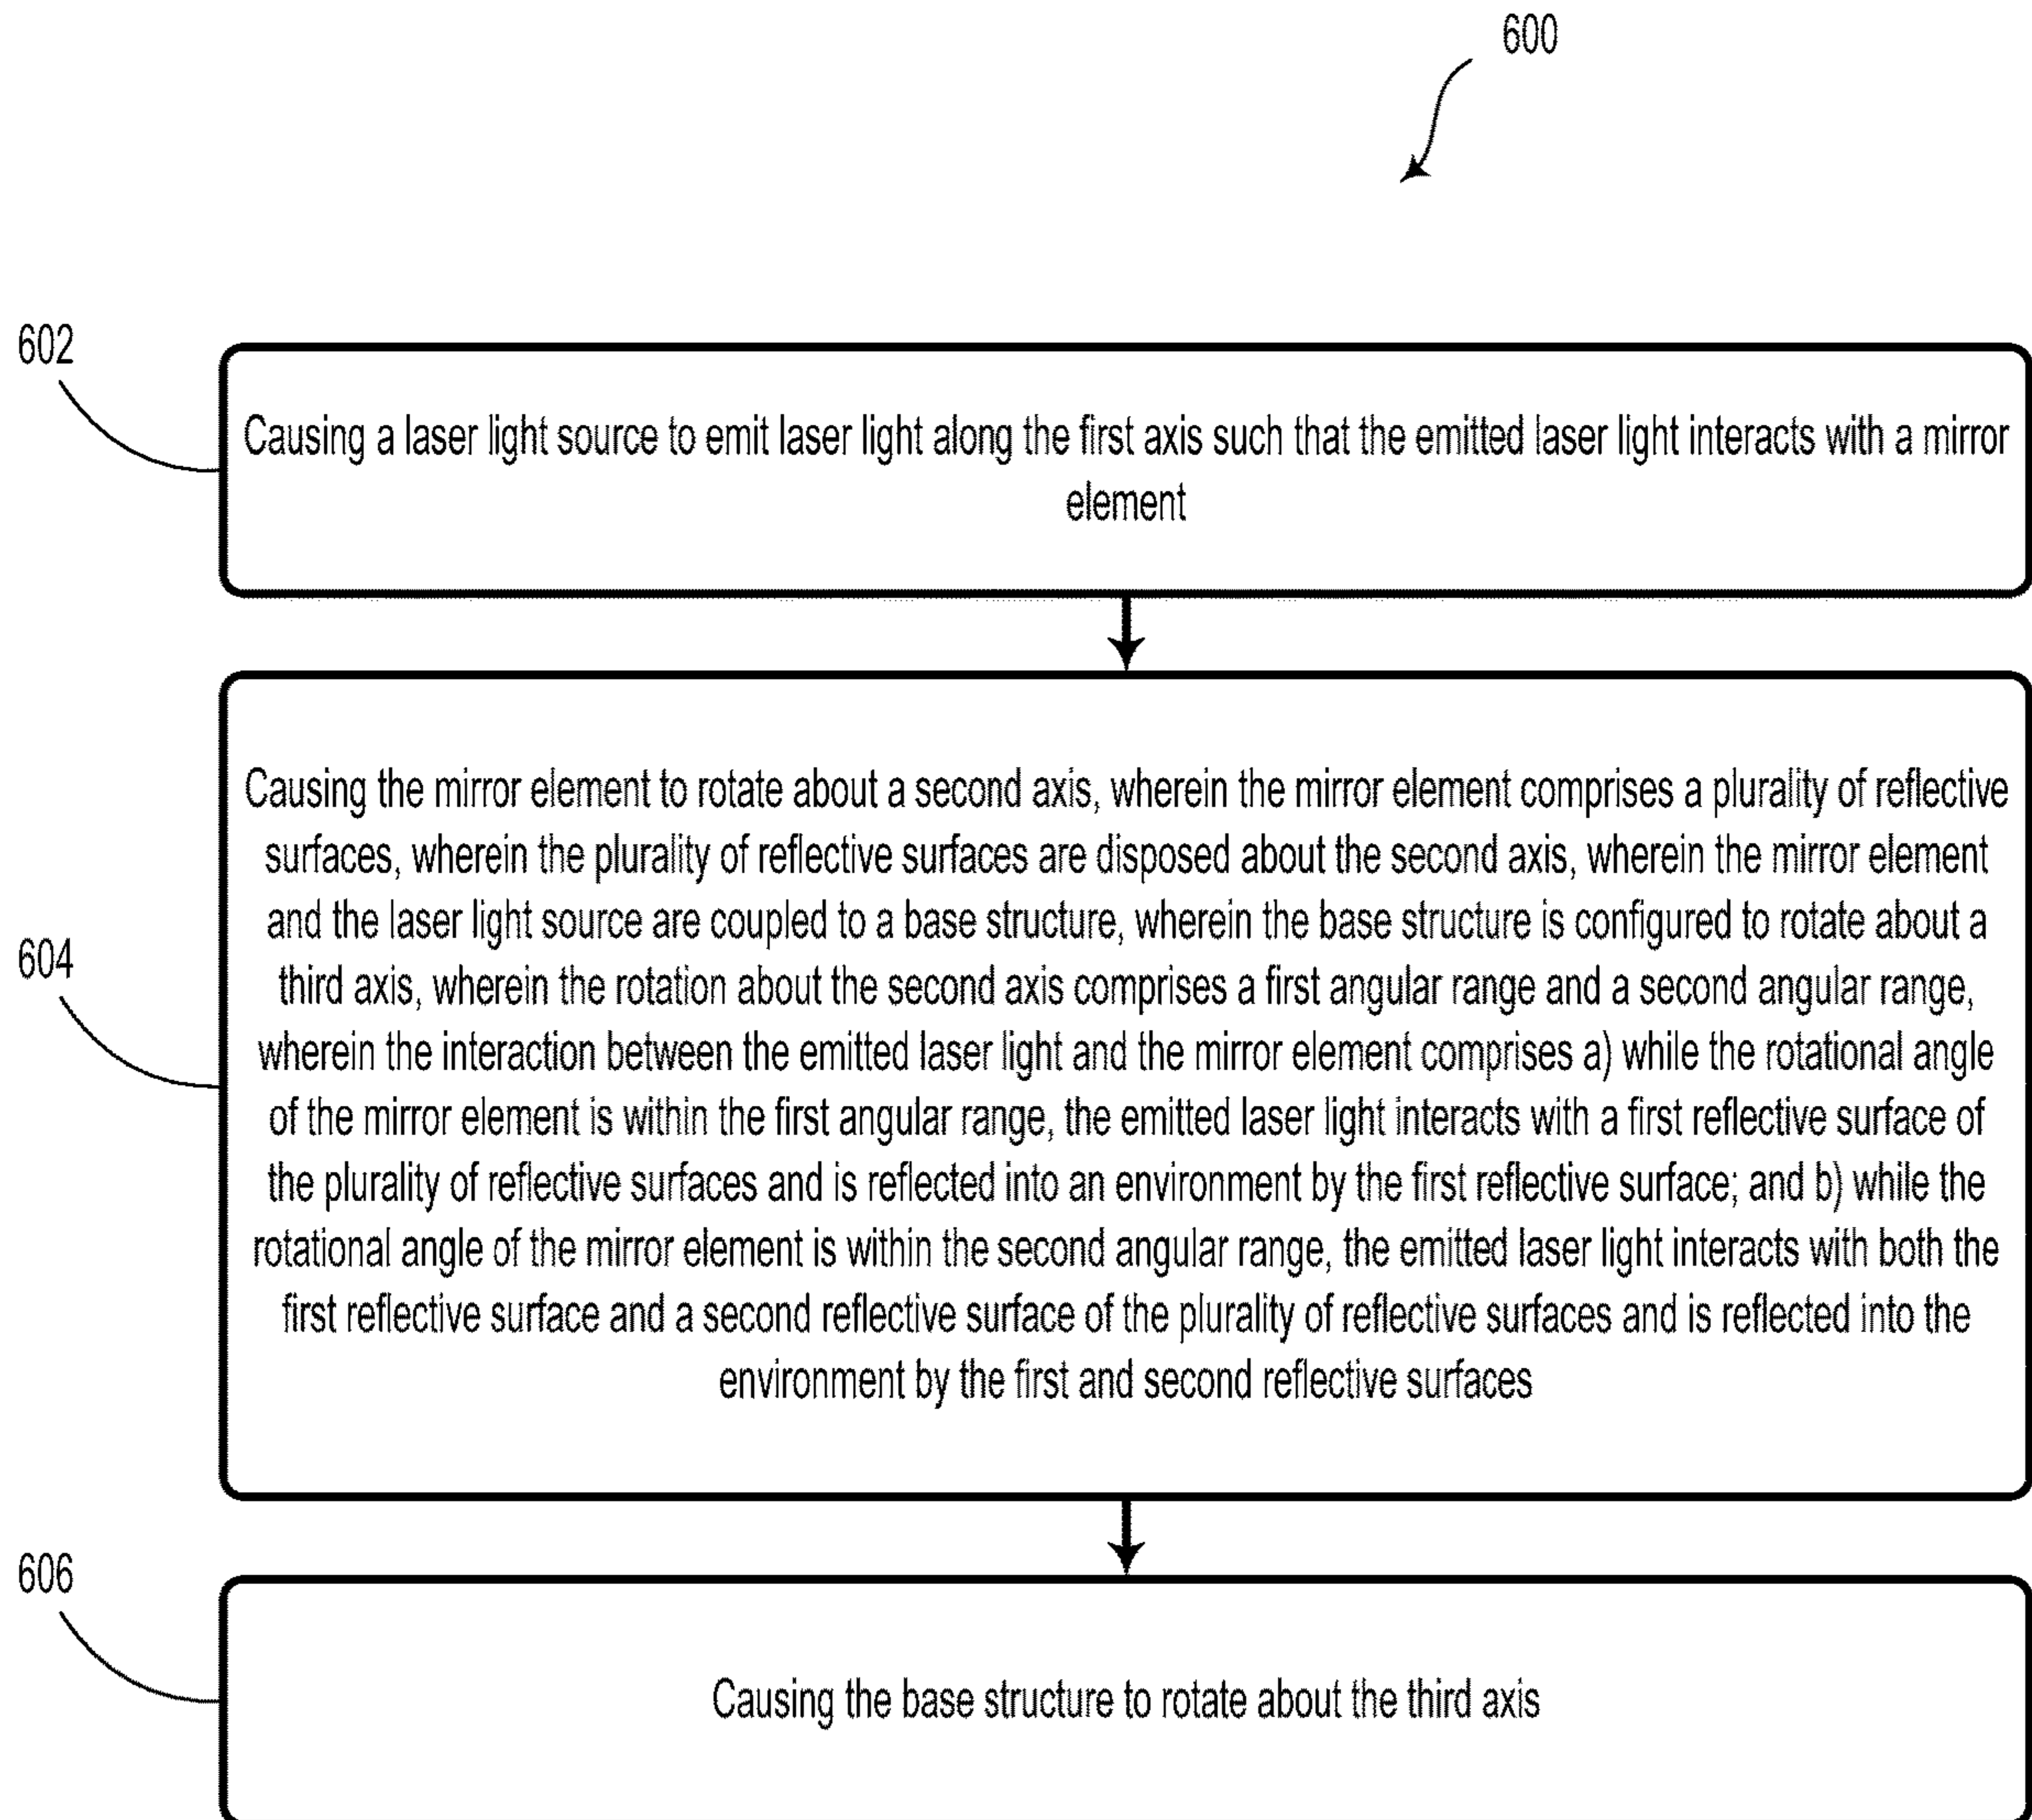 600
602
Causing a laser light source to emit laser light along the first axis such that the emitted laser light interacts with a mirror
element
604
Causing the mirror element to rotate about a second axis, wherein the mirror element comprises a plurality of reflective
surfaces, wherein the plurality of reflective surfaces are disposed about the second axis, wherein the mirror element
and the laser light source are coupled to a base structure, wherein the base structure is configured to rotate about a
third axis, wherein the rotation about the second axis comprises a first angular range and a second angular range,
wherein the interaction between the emitted laser light and the mirror element comprises a) while the rotational angle
of the mirror element is within the first angular range, the emitted laser light interacts with a first reflective surface of
the plurality of reflective surfaces and is reflected into an environment by the first reflective surface; and b) while the
rotational angle of the mirror element is within the second angular range, the emitted laser light interacts with both the
first reflective surface and a second reflective surface of the plurality of reflective surfaces and is reflected into the
environment by the first and second reflective surfaces
606
Causing the base structure to rotate about the third axis